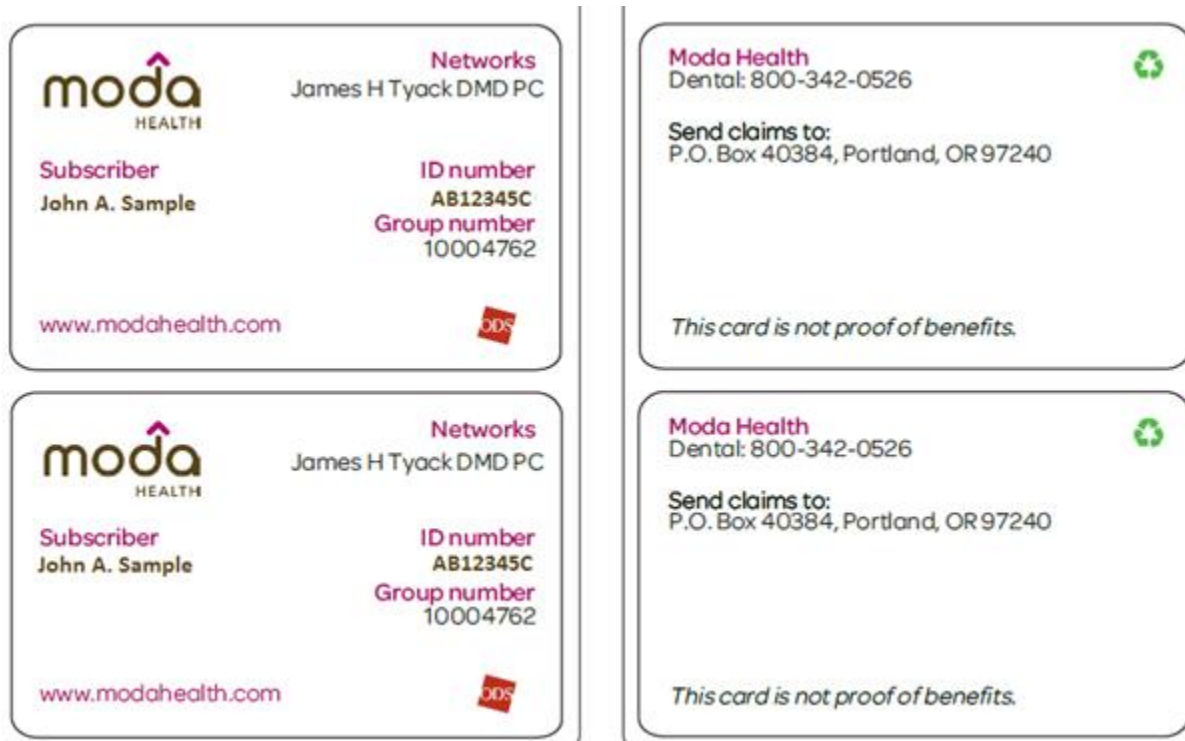 moda
HEALTH
Networks
James H Tyack DMD PC
Subscriber
John A. Sample
ID number
AB12345C
Group number
10004762
www.modahealth.com
ODS
Moda Health
Dental: 800-342-0526
Send claims to:
P.O. Box 40384, Portland, OR 97240
This card is not proof of benefits.
moda
HEALTH
Networks
James H Tyack DMD PC
Subscriber
John A. Sample
ID number
AB12345C
Group number
10004762
www.modahealth.com
ODS
Moda Health
Dental: 800-342-0526
Send claims to:
P.O. Box 40384, Portland, OR 97240
This card is not proof of benefits.